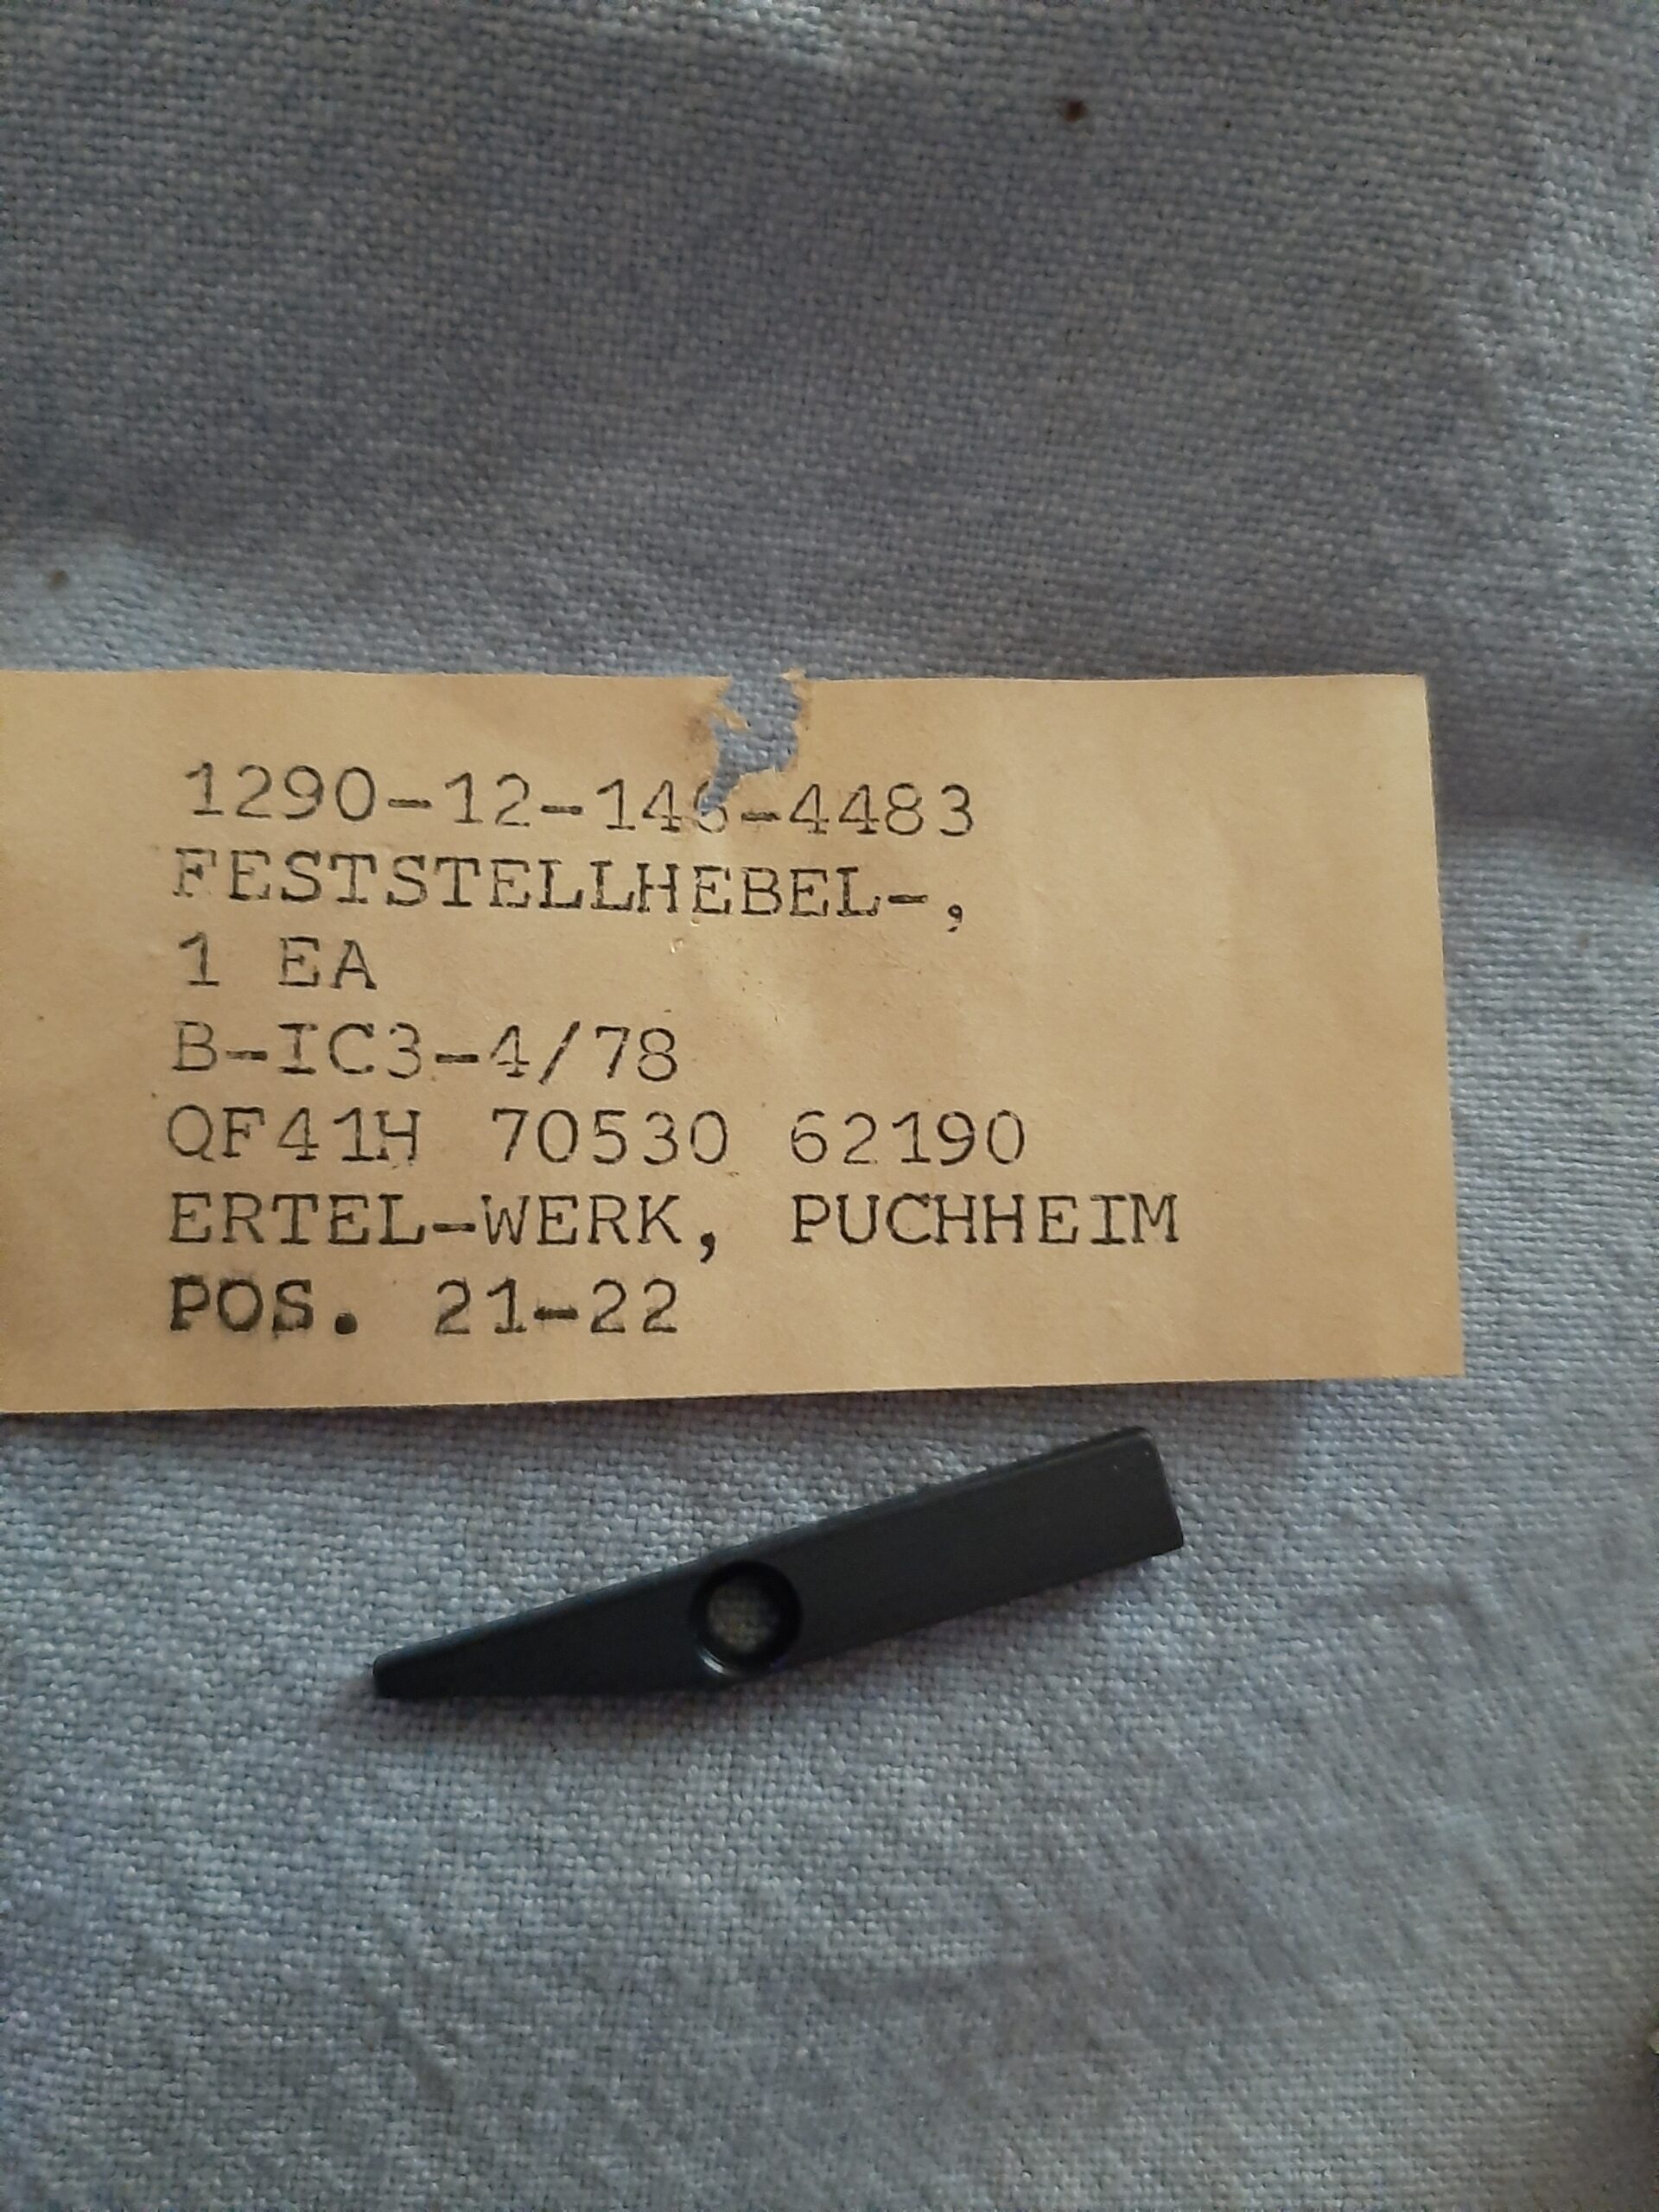 1290-12-146-4483
FESTSTELLHEBEL-,
1 EA
B-IC3-4/78
QF41H 70530 62190
ERTEL-WERK, PUCHHEIM
POS. 21-22